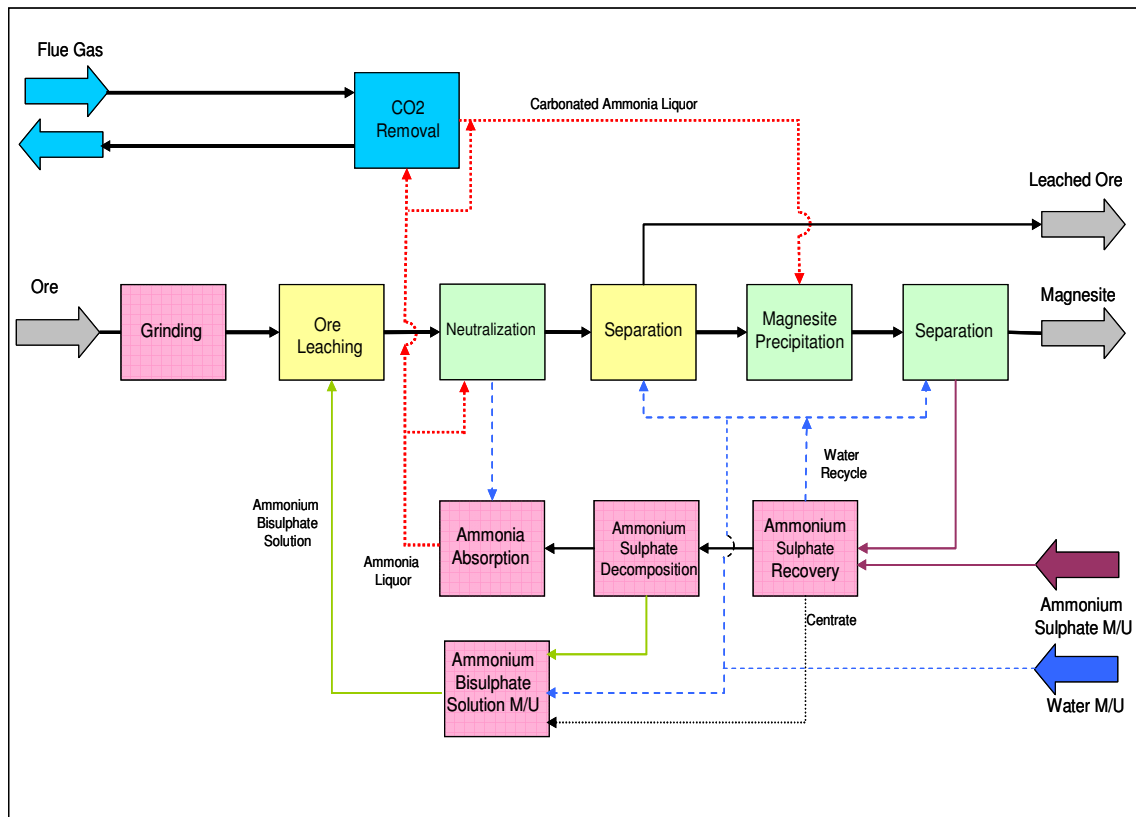 Flue Gas
CO2
Removal
Carbonated Ammonia Liquor
Leached Ore
Ore
Grinding
Ore
Leaching
Neutralization
Separation
Magnesite
Precipitation
Separation
Magnesite
Water
Recycle
Ammonium
Bisulphate
Solution
Ammonia
Liquor
Ammonia
Absorption
Ammonium
Sulphate
Decomposition
Ammonium
Sulphate
Recovery
Centrate
Ammonium
Sulphate M/U
Ammonium
Bisulphate
Solution M/U
Water M/U